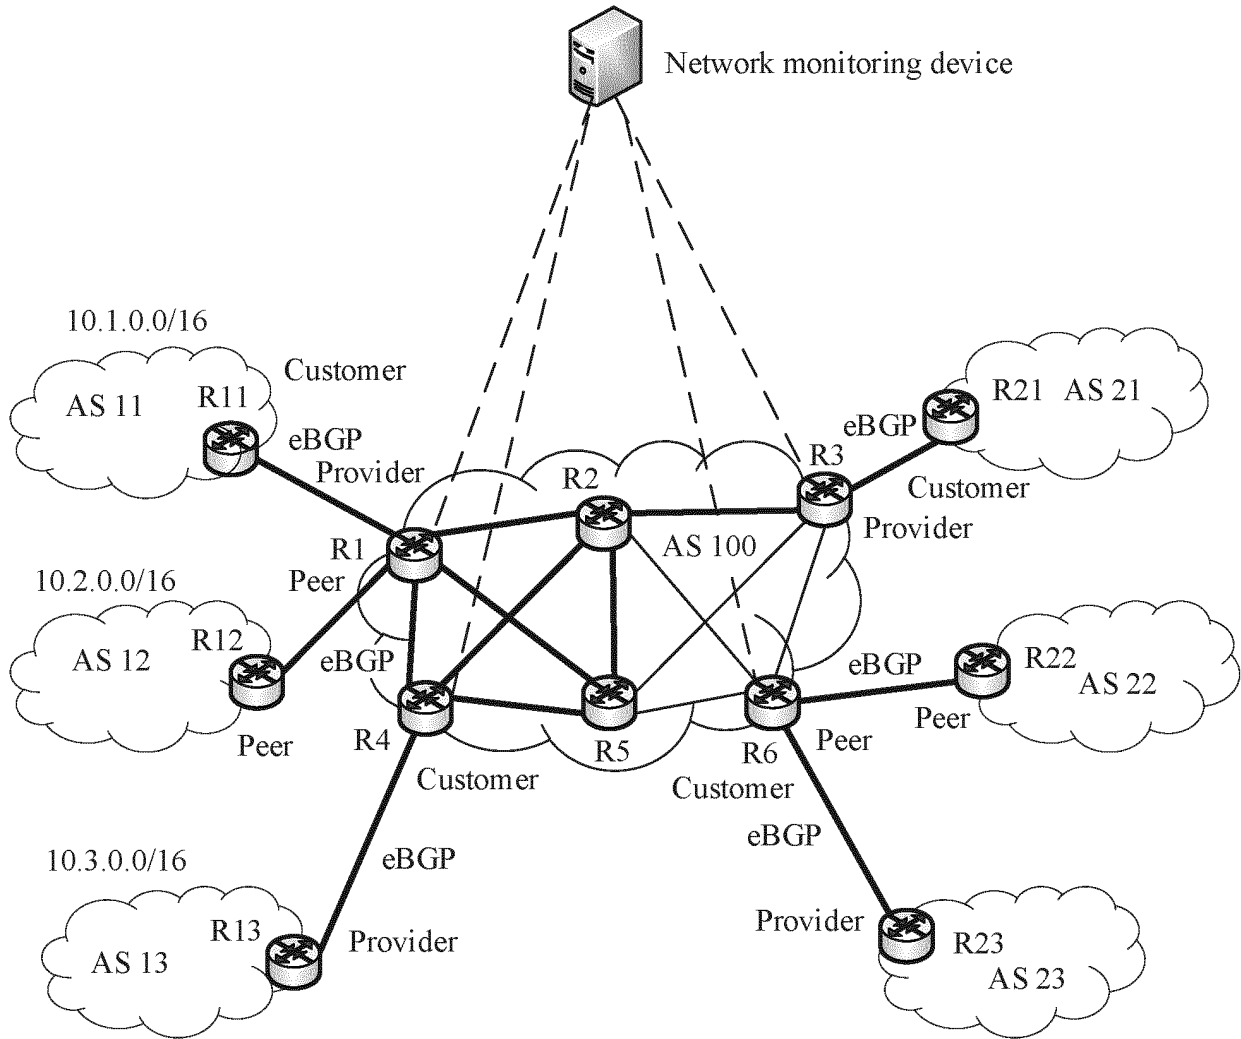 Network monitoring device
10.1.0.0/16
Customer
R11
AS 11
eBGP
Provider
R21
AS 21
eBGP
R3
Customer
Provider
R2
AS 100
R1
Peer
10.2.0.0/16
R12
AS 12
eBGP
Peer
R4
R5
R6
Peer
eBGP
R22
AS 22
Peer
Customer
Customer
eBGP
eBGP
10.3.0.0/16
R13
AS 13
Provider
Provider
R23
AS 23